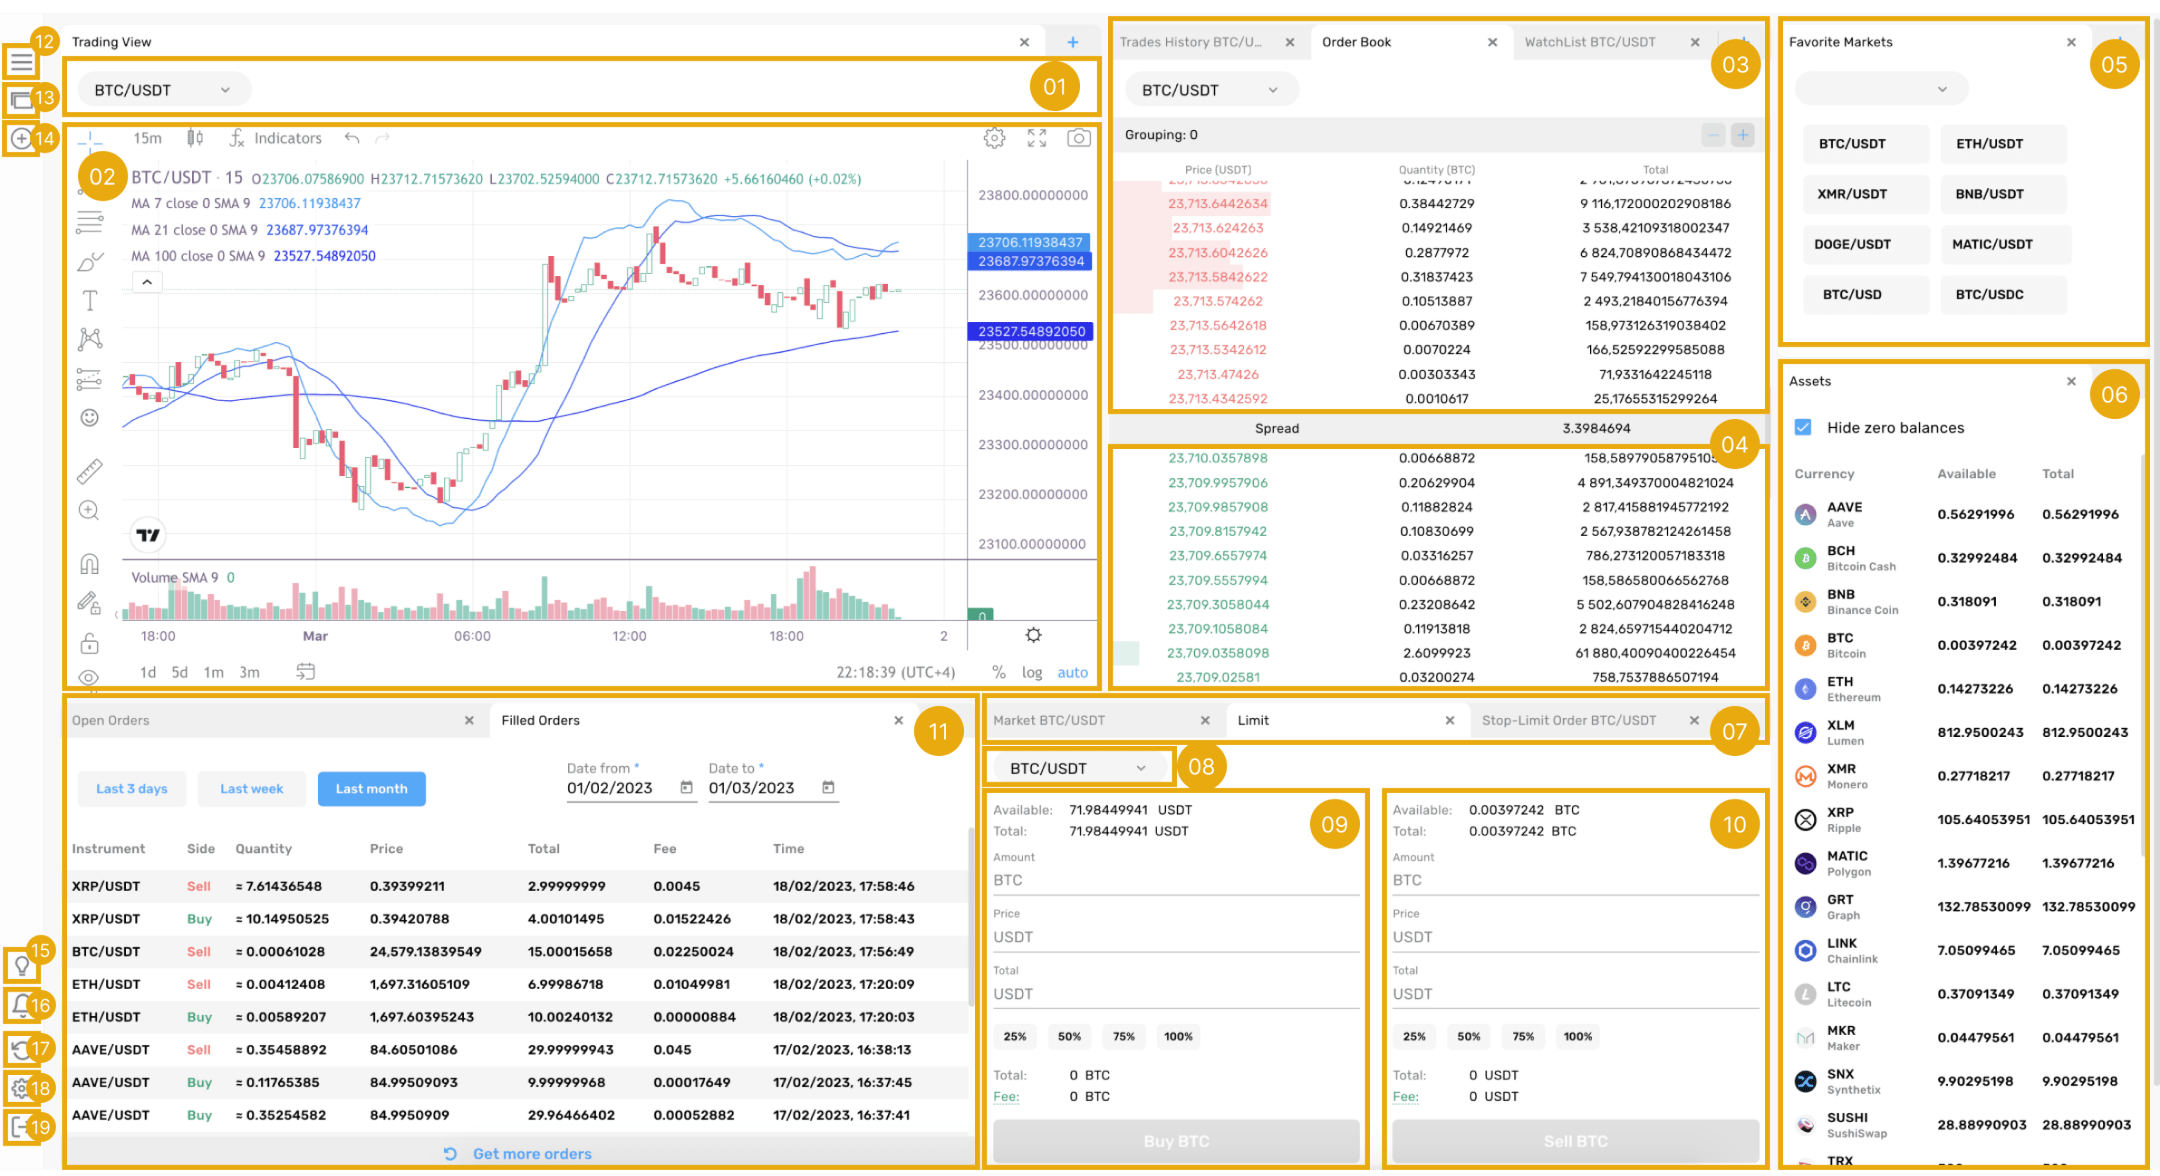 12
Trading View
13
14
BTC/USDT
01
15m
Indicators
02
BTC/USDT · 15 O23706.07586900 H23712.71573620 L23702.52594000 C23712.71573620 +5.66160460 (+0.02%)
MA 7 close 0 SMA 9 23706.11938437
MA 21 close 0 SMA 9 23687.97376394
MA 100 close 0 SMA 9 23527.54892050
23800.00000000
23706.11938437
23687.97376394
23600.00000000
23527.54892050
23500.00000000
23400.00000000
23300.00000000
23200.00000000
23100.00000000
Volume SMA 9 0
0
18:00 Mar 06:00 12:00 18:00 2
1d 5d 1m 3m
22:18:39 (UTC+4) % log auto
Trades History BTC/U... Order Book WatchList BTC/USDT
03
BTC/USDT
Grouping: 0
Price (USDT) Quantity (BTC) Total
23,713.6442634 0.38442729 9 116,172000202908186
23,713.624263 0.14921469 3 538,42109318002347
23,713.6042626 0.2877972 6 824,70890868434472
23,713.5842622 0.31837423 7 549,794130018043106
23,713.574262 0.10513887 2 493,21840156776394
23,713.5642618 0.00670389 158,973126319038402
23,713.5342612 0.0070224 166,52592299585088
23,713.47426 0.00303343 71,9331642245118
23,713.4342592 0.0010617 25,17655315299264
Spread 3.3984694
04
23,710.0357898 0.00668872
23,709.9957906 0.20629904 4 891,349370004821024
23,709.9857908 0.11882824 2 817,415881945772192
23,709.8157942 0.10830699 2 567,938782124261458
23,709.6557974 0.03316257 786,273120057183318
23,709.5557994 0.00668872 158,586580066562768
23,709.3058044 0.23208642 5 502,607904828416248
23,709.1058084 0.11913818 2 824,659715440204712
23,709.0358098 2.6099923 61 880,40090400226454
23,709.02581 0.03200274 758,7537886507194
Favorite Markets
05
BTC/USDT ETH/USDT
XMR/USDT BNB/USDT
DOGE/USDT MATIC/USDT
BTC/USD BTC/USDC
Assets
06
Hide zero balances
Currency Available Total
AAVE 0.56291996 0.56291996
Aave
BCH 0.32992484 0.32992484
Bitcoin Cash
BNB 0.318091 0.318091
Binance Coin
BTC 0.00397242 0.00397242
Bitcoin
ETH 0.14273226 0.14273226
Ethereum
XLM 812.9500243 812.9500243
Lumen
XMR 0.27718217 0.27718217
Monero
XRP 105.64053951 105.64053951
Ripple
MATIC 1.39677216 1.39677216
Polygon
GRT 132.78530099 132.78530099
Graph
LINK 7.05099465 7.05099465
Chainlink
LTC 0.37091349 0.37091349
Litecoin
MKR 0.04479561 0.04479561
Maker
SNX 9.90295198 9.90295198
Synthetix
SUSHI 28.88990903 28.88990903
SushiSwap
TRX
Open Orders Filled Orders
11
Last 3 days Last week Last month
Date from * Date to *
01/02/2023 01/03/2023
Instrument Side Quantity Price Total Fee Time
XRP/USDT Sell ≈ 7.61436548 0.39399211 2.99999999 0.0045 18/02/2023, 17:58:46
XRP/USDT Buy ≈ 10.14950525 0.39420788 4.00101495 0.01522426 18/02/2023, 17:58:43
BTC/USDT Sell ≈ 0.00061028 24,579.13839549 15.00015658 0.02250024 18/02/2023, 17:56:49
ETH/USDT Sell ≈ 0.00412408 1,697.31605109 6.99986718 0.01049981 18/02/2023, 17:20:09
ETH/USDT Buy ≈ 0.00589207 1,697.60395243 10.00240132 0.00000884 18/02/2023, 17:20:03
AAVE/USDT Sell ≈ 0.35458892 84.60501086 29.99999943 0.045 17/02/2023, 16:38:13
AAVE/USDT Buy ≈ 0.11765385 84.99509093 9.99999968 0.00017649 17/02/2023, 16:37:45
AAVE/USDT Buy ≈ 0.35254582 84.9950909 29.96466402 0.00052882 17/02/2023, 16:37:41
Get more orders
15
16
17
18
19
Market BTC/USDT Limit Stop-Limit Order BTC/USDT
07
BTC/USDT
08
Available: 71.98449941 USDT
Total: 71.98449941 USDT
09
Amount
BTC
Price
USDT
Total
USDT
25% 50% 75% 100%
Total: 0 BTC
Fee: 0 BTC
Buy BTC
Available: 0.00397242 BTC
Total: 0.00397242 BTC
10
Amount
BTC
Price
USDT
Total
USDT
25% 50% 75% 100%
Total: 0 USDT
Fee: 0 USDT
Sell BTC